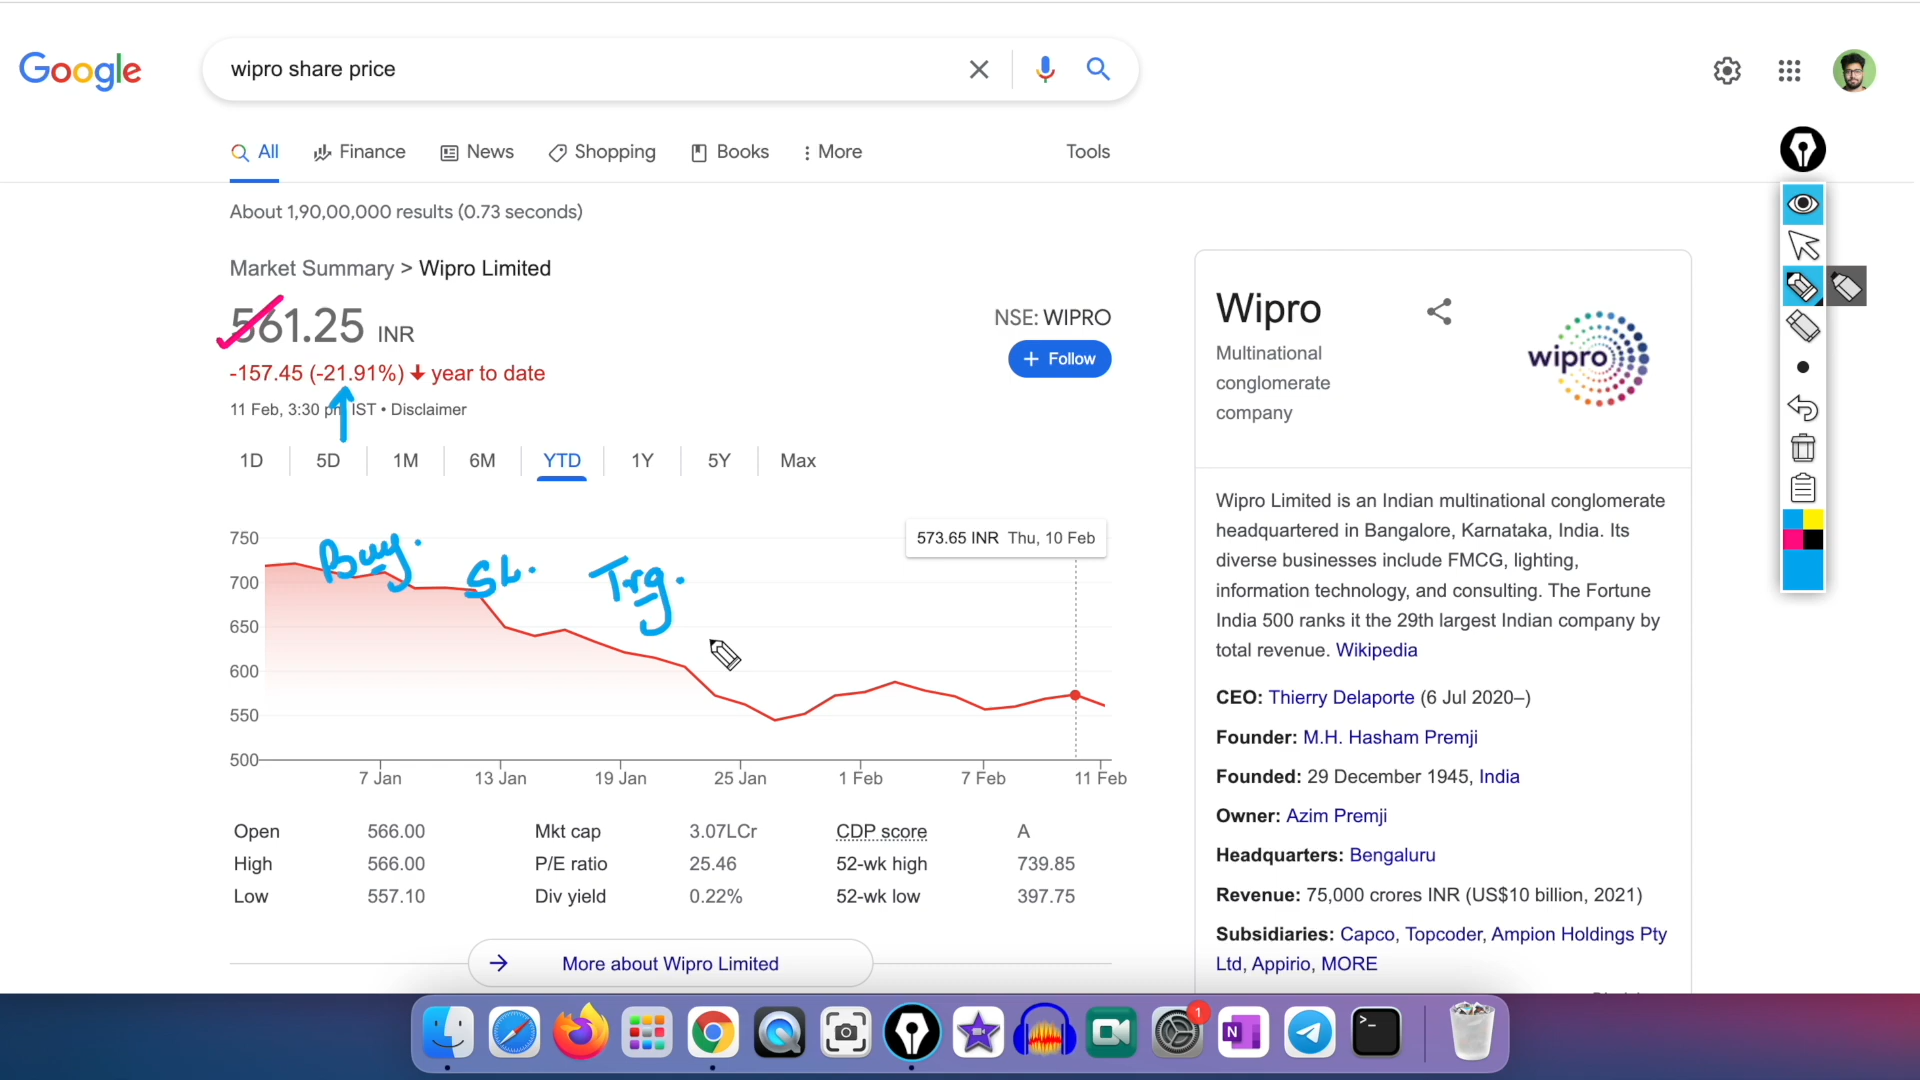 Google
wipro share price
All
Finance
News
Shopping
Books
More
Tools
About 1,90,00,000 results (0.73 seconds)
Market Summary > Wipro Limited
561.25 INR
-157.45 (-21.91%) year to date
11 Feb, 3:30 pm IST • Disclaimer
NSE: WIPRO
+ Follow
1D
5D
1M
6M
YTD
1Y
5Y
Max
573.65 INR Thu, 10 Feb
750
700
650
600
550
500
Buy.
SL.
Trg.
7 Jan
13 Jan
19 Jan
25 Jan
1 Feb
7 Feb
11 Feb
Open 566.00
High 566.00
Low 557.10
Mkt cap 3.07LCr
P/E ratio 25.46
Div yield 0.22%
CDP score A
52-wk high 739.85
52-wk low 397.75
More about Wipro Limited
Wipro
Multinational
conglomerate
company
wipro
Wipro Limited is an Indian multinational conglomerate
headquartered in Bangalore, Karnataka, India. Its
diverse businesses include FMCG, lighting,
information technology, and consulting. The Fortune
India 500 ranks it the 29th largest Indian company by
total revenue. Wikipedia
CEO: Thierry Delaporte (6 Jul 2020–)
Founder: M.H. Hasham Premji
Founded: 29 December 1945, India
Owner: Azim Premji
Headquarters: Bengaluru
Revenue: 75,000 crores INR (US$10 billion, 2021)
Subsidiaries: Capco, Topcoder, Ampion Holdings Pty
Ltd, Appirio, MORE
1
N
>_